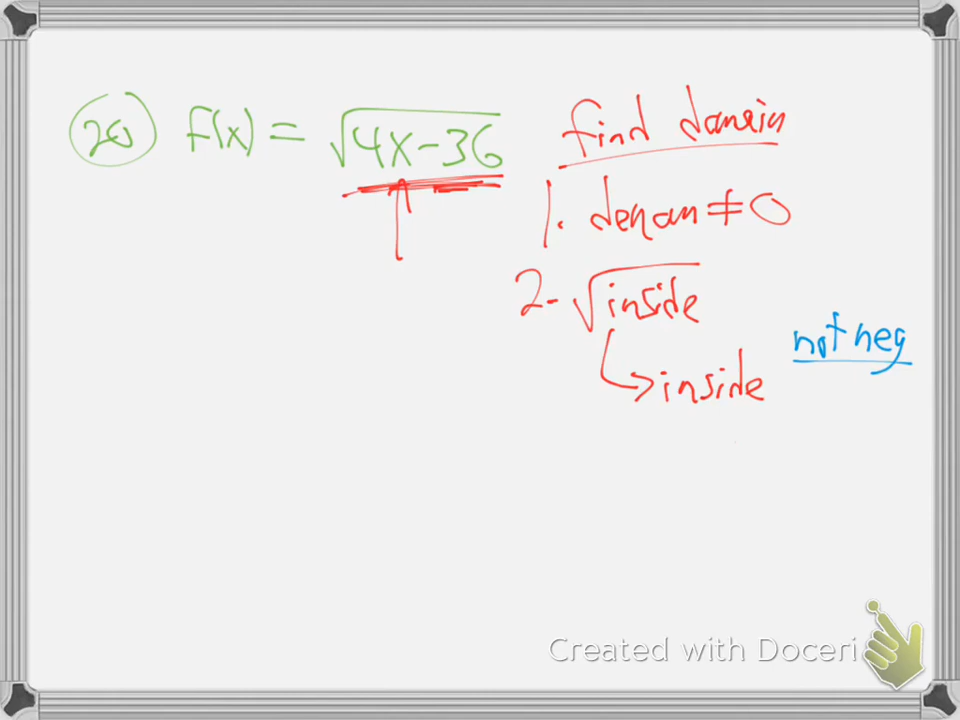 20 f(x) = √4x-36
find domain
1. denom ≠ 0
2- √inside
not neg
→ inside
Created with Doceri